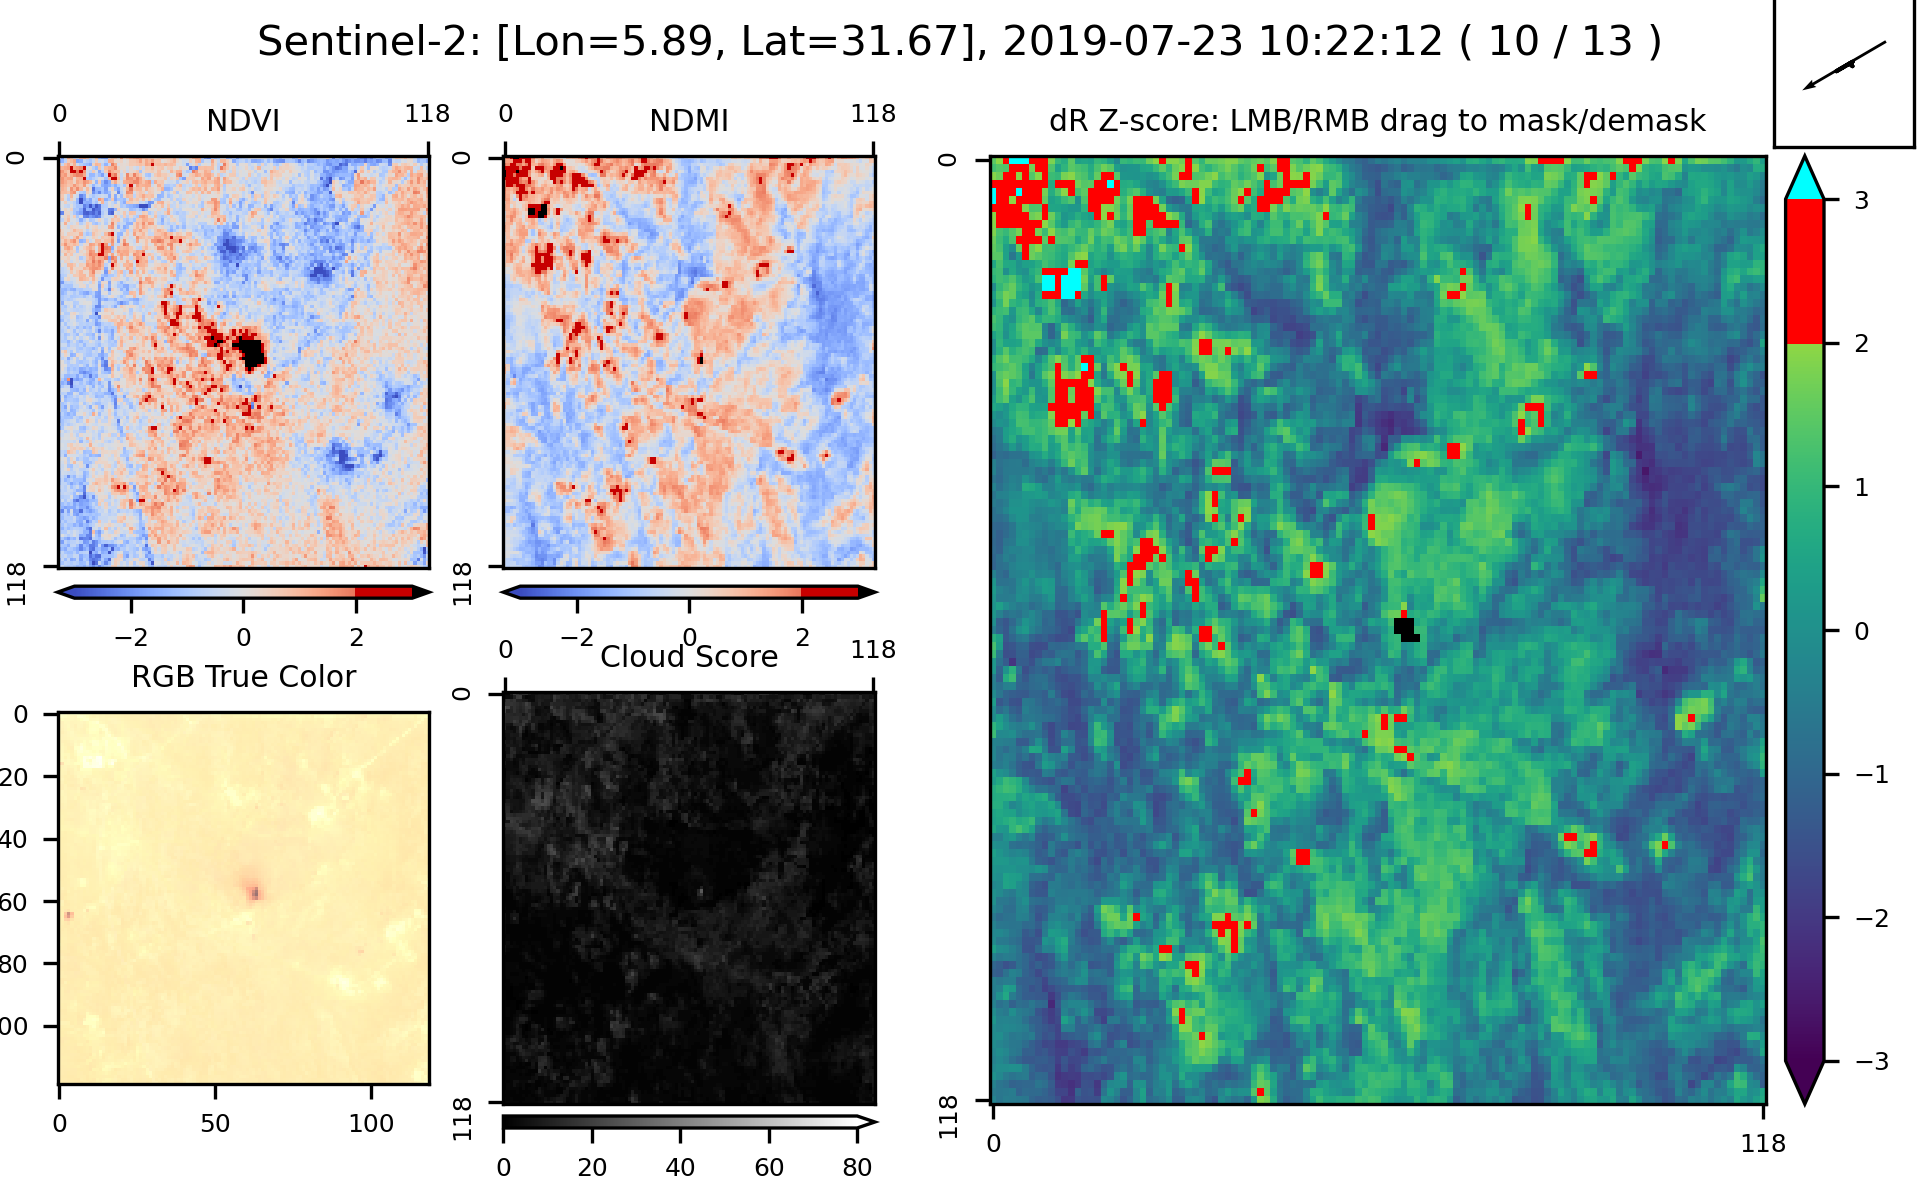 Sentinel-2: [Lon=5.89, Lat=31.67], 2019-07-23 10:22:12 ( 10 / 13 )
0 NDVI 118
0
118
−2 0 2
0 NDMI 118
0
118
−2 0 2
dR Z-score: LMB/RMB drag to mask/demask
0
118
0 118
3
2
1
0
−1
−2
−3
RGB True Color
0
20
40
60
80
00
0 50 100
0 Cloud Score 118
0
118
0 20 40 60 80